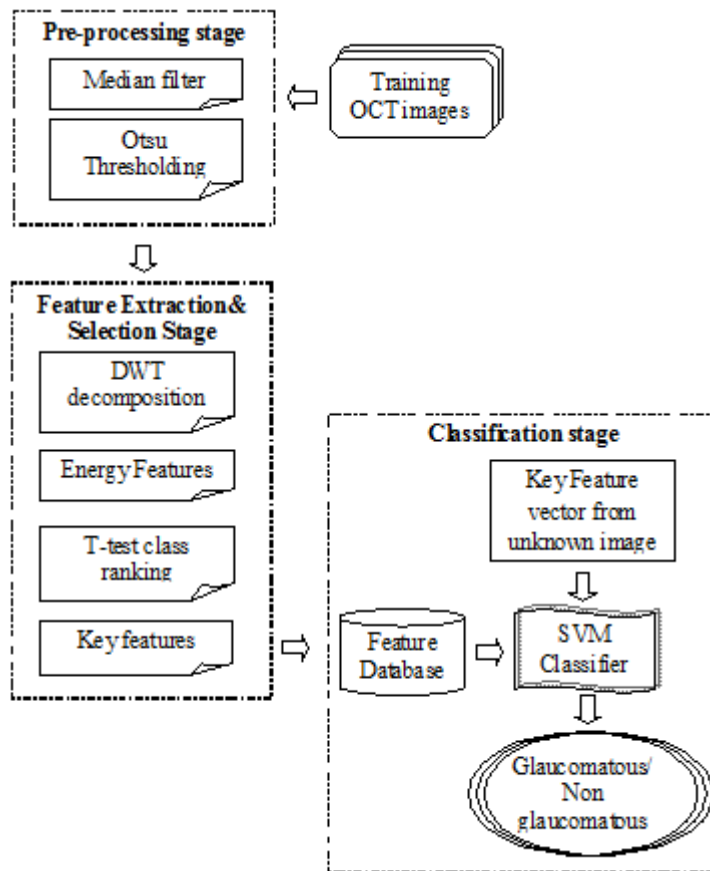 Pre-processing stage
Median filter
Otsu
Thresholding
Training
OCT images
Feature Extraction&
Selection Stage
DWT
decomposition
Energy Features
T-test class
ranking
Key features
Classification stage
Key Feature
vector from
unknown image
Feature
Database
SVM
Classifier
Glaucomatous/
Non
glaucomatous